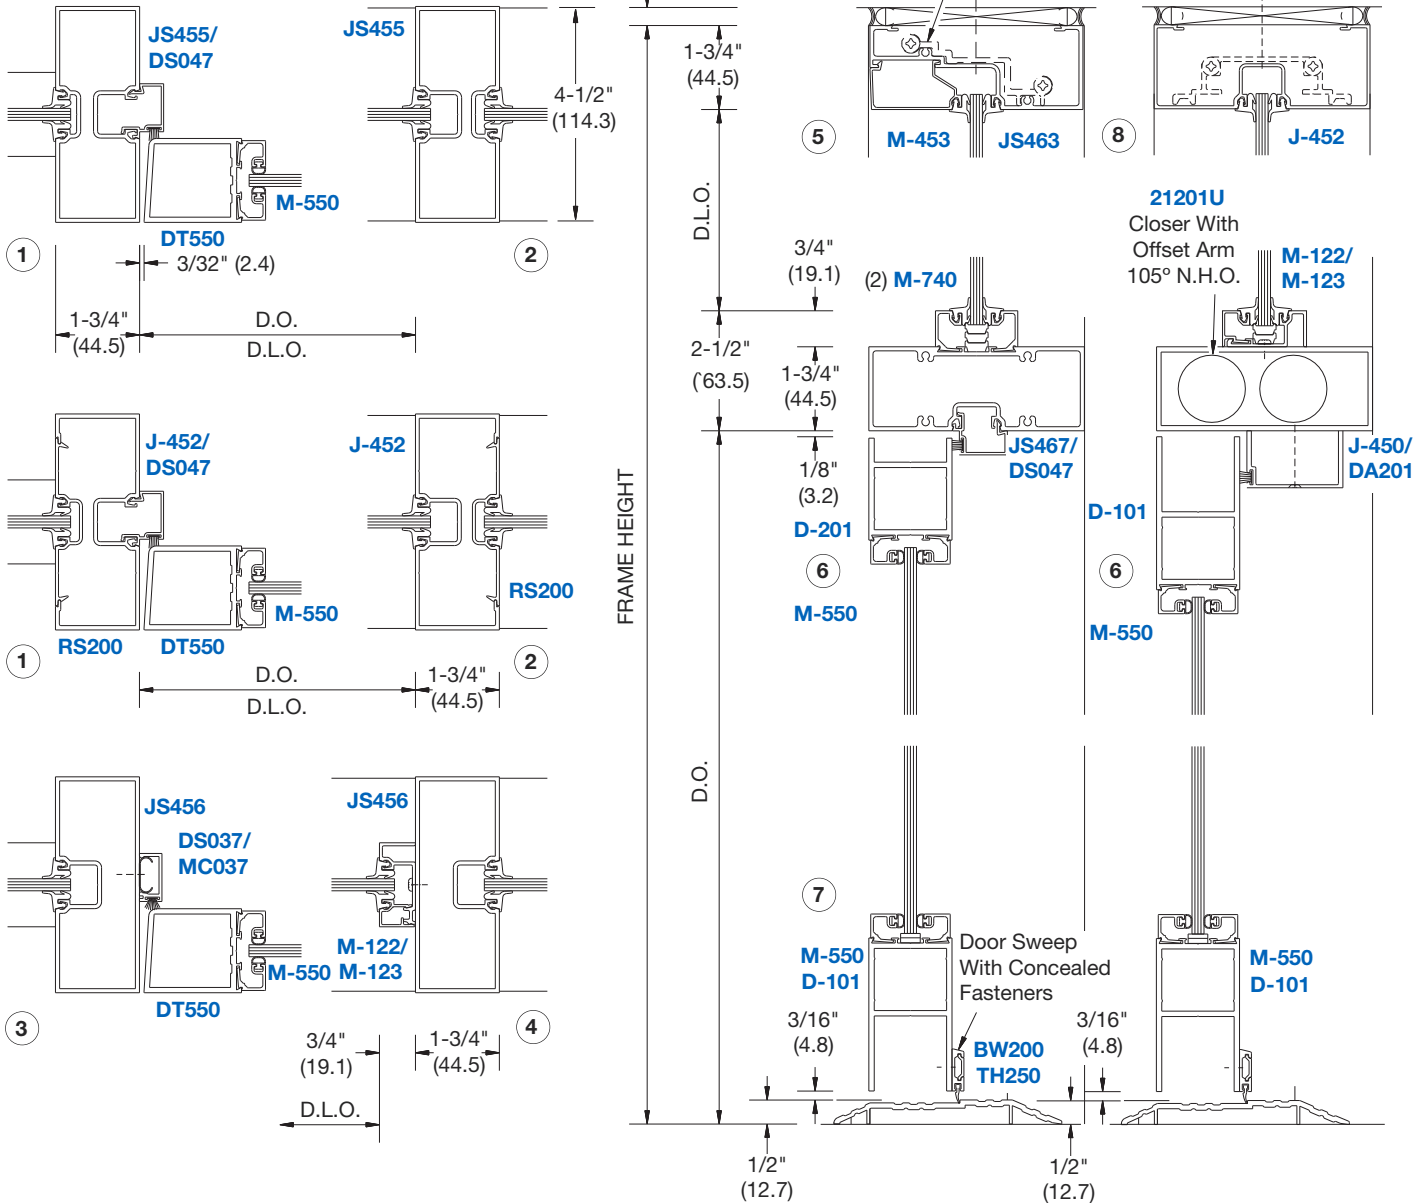 JS455/
DS047
M-550
DT550
1
3/32" (2.4)
1-3/4"
(44.5)
D.O.
D.L.O.
JS455
4-1/2"
(114.3)
2
J-452/
DS047
M-550
RS200
DT550
1
D.O.
D.L.O.
J-452
RS200
2
1-3/4"
(44.5)
JS456
DS037/
MC037
M-550
DT550
3
JS456
M-122/
M-123
4
3/4"
(19.1)
1-3/4"
(44.5)
D.L.O.
FRAME HEIGHT
1-3/4"
(44.5)
D.L.O.
3/4"
(19.1)
2-1/2"
(`63.5)
1-3/4"
(44.5)
1/8"
(3.2)
D.O.
5
M-453
JS463
8
J-452
(2) M-740
JS467/
DS047
D-201
6
M-550
21201U
Closer With
Offset Arm
105º N.H.O.
M-122/
M-123
J-450/
DA201
D-101
6
M-550
7
M-550
D-101
Door Sweep
With Concealed
Fasteners
3/16"
(4.8)
BW200
TH250
1/2"
(12.7)
M-550
D-101
3/16"
(4.8)
1/2"
(12.7)